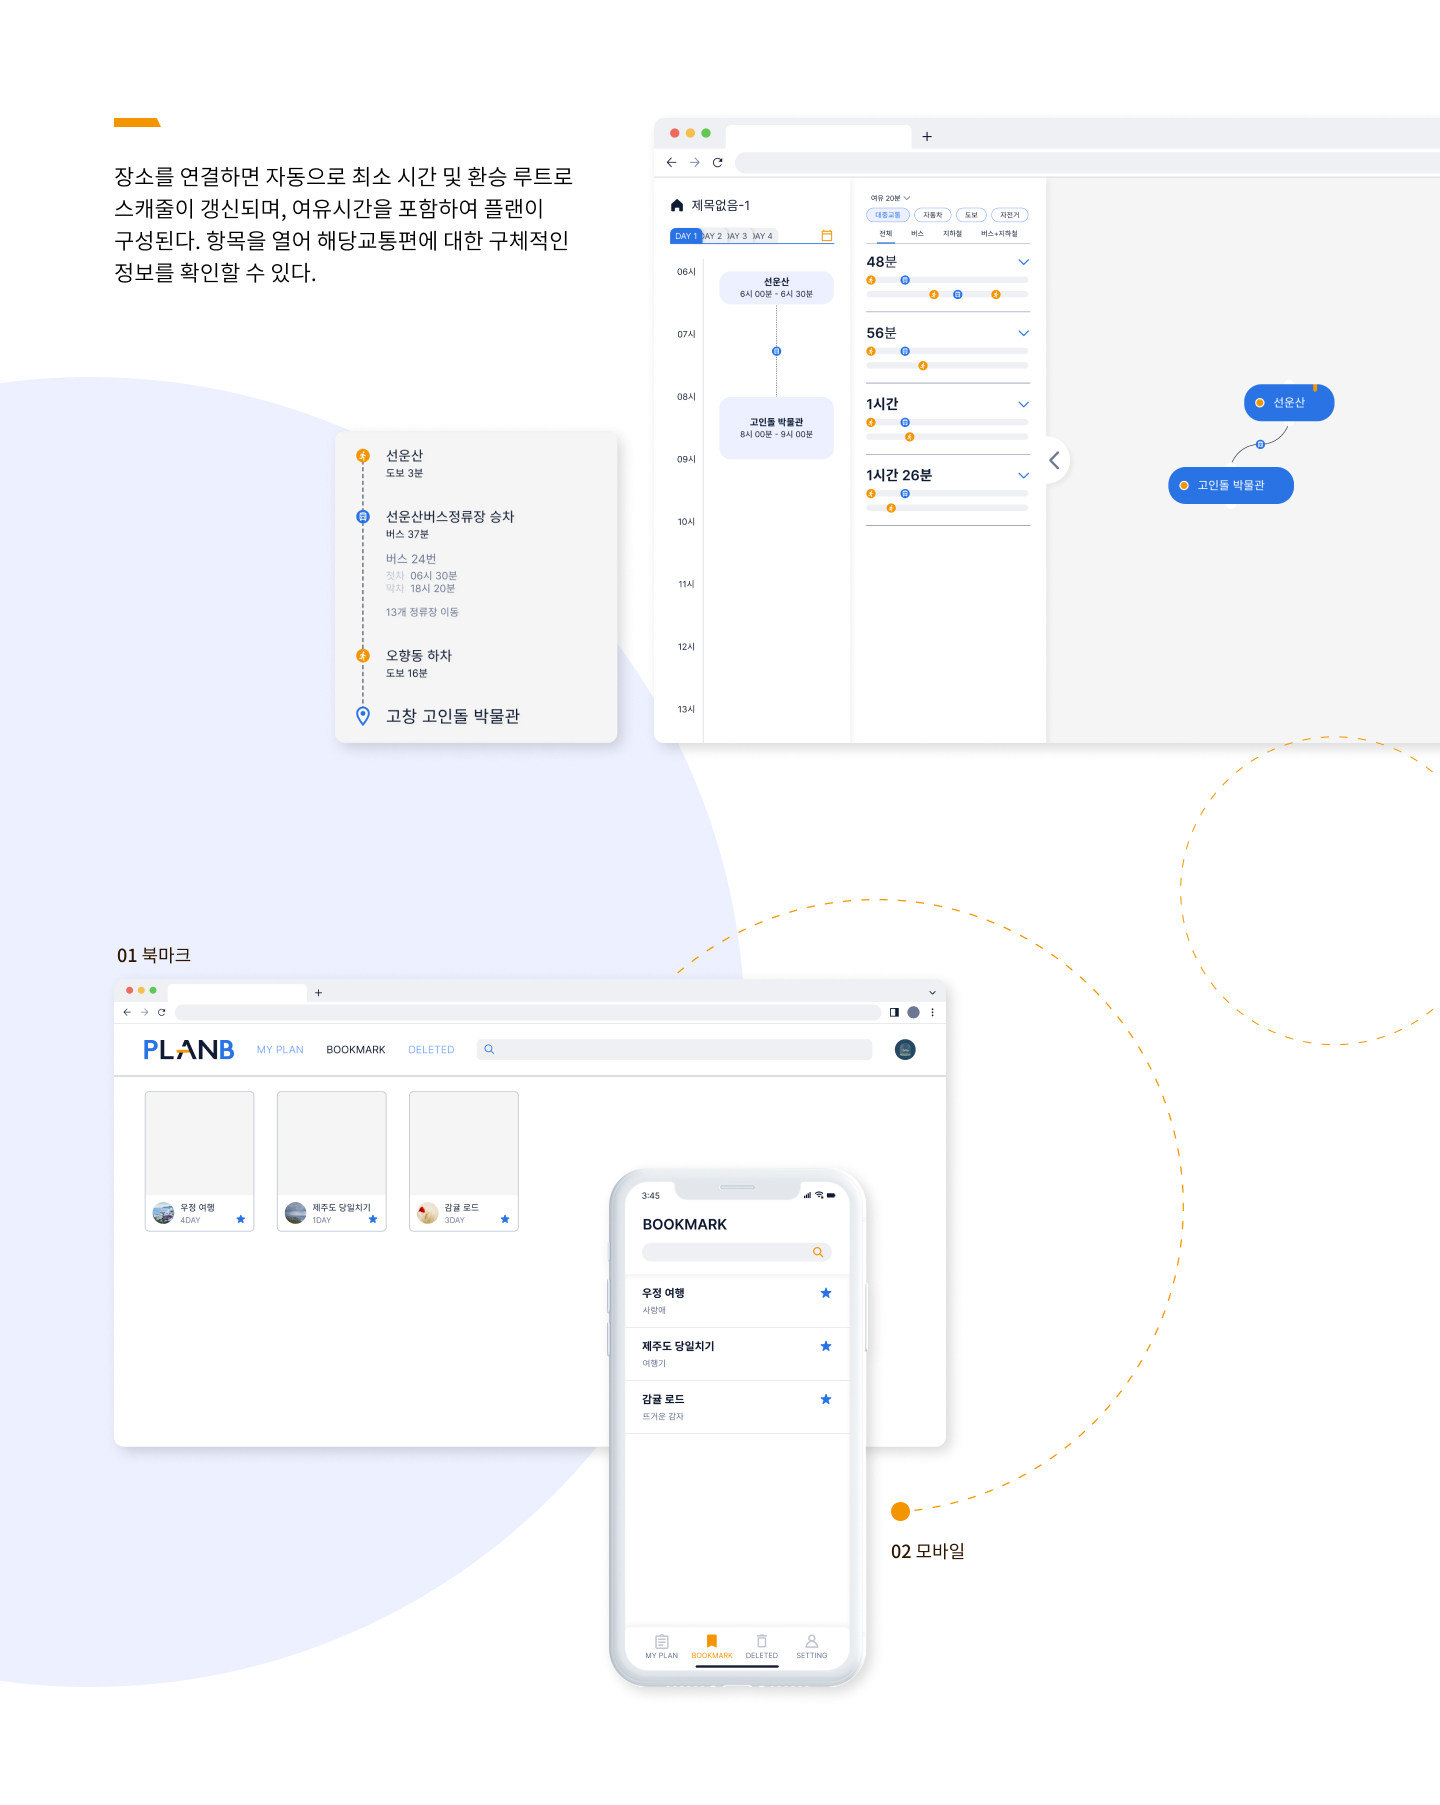 장소를 연결하면 자동으로 최소 시간 및 환승 루트로
스캐줄이 갱신되며, 여유시간을 포함하여 플랜이
구성된다. 항목을 열어 해당교통편에 대한 구체적인
정보를 확인할 수 있다.
제목없음-1
DAY 1
DAY 2
DAY 3
DAY 4
06시
07시
08시
09시
10시
11시
12시
13시
선운산
6시 00분 - 6시 30분
고인돌 박물관
8시 00분 - 9시 00분
여유 20분
대중교통 자동차 도보 자전거
전체 버스 지하철 버스+지하철
48분
56분
1시간
1시간 26분
선운산
고인돌 박물관
선운산
도보 3분
선운산버스정류장 승차
버스 37분
버스 24번
첫차 06시 30분
막차 18시 20분
13개 정류장 이동
오향동 하차
도보 16분
고창 고인돌 박물관
01 북마크
PLANB MY PLAN BOOKMARK DELETED
우정 여행
4DAY
제주도 당일치기
1DAY
감귤 로드
3DAY
3:45
BOOKMARK
우정 여행
사랑애
제주도 당일치기
여행기
감귤 로드
뜨거운 감자
MY PLAN BOOKMARK DELETED SETTING
02 모바일